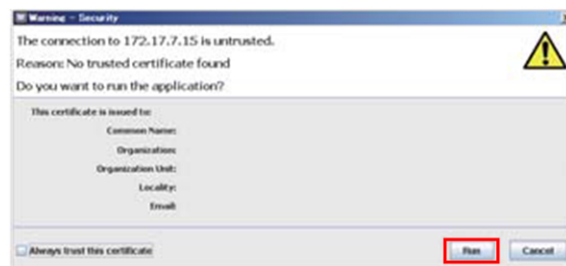 Warning - Security
The connection to 172.17.7.15 is untrusted.
Reason: No trusted certificate found
Do you want to run the application?
This certificate is issued to:
Common Name:
Organization:
Organization Unit:
Locality:
Email:
Always trust this certificate
Run Cancel